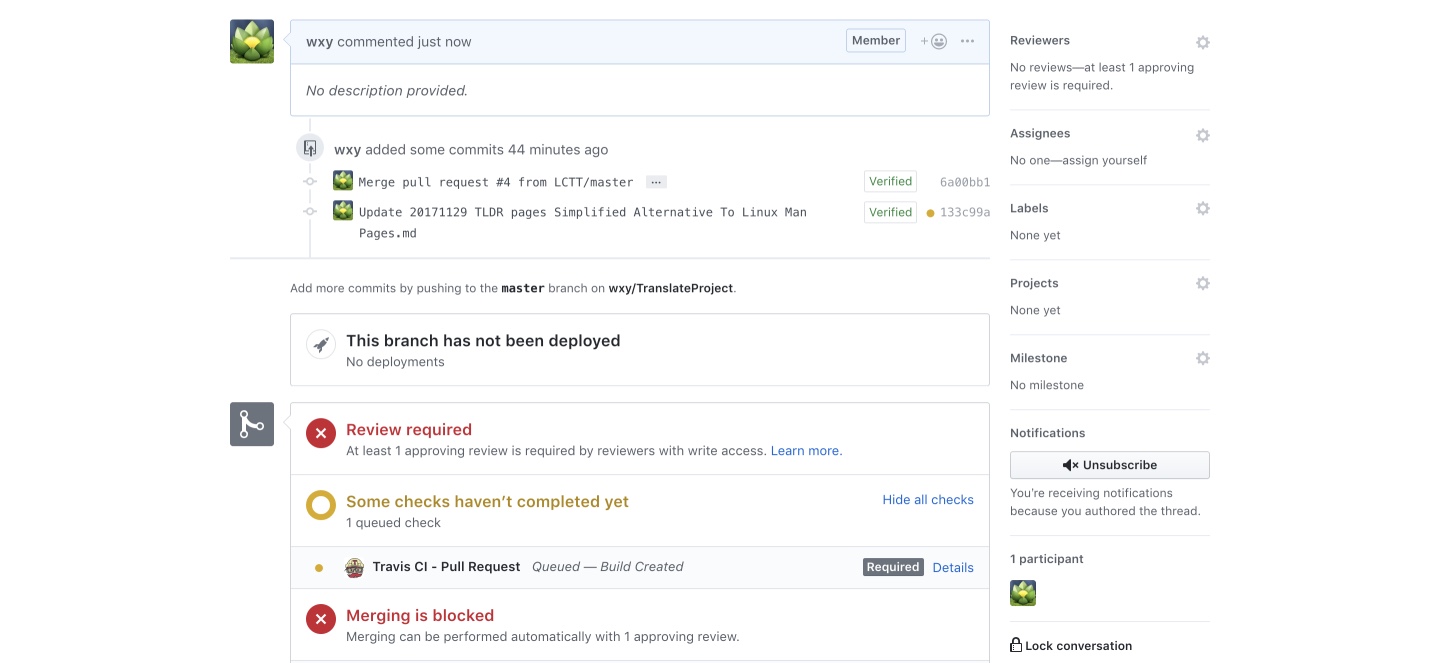 wxy commented just now
Member
No description provided.
wxy added some commits 44 minutes ago
Merge pull request #4 from LCTT/master ...
Verified 6a00bb1
Update 20171129 TLDR pages Simplified Alternative To Linux Man
Pages.md
Verified 133c99a
Add more commits by pushing to the master branch on wxy/TranslateProject.
This branch has not been deployed
No deployments
Review required
At least 1 approving review is required by reviewers with write access. Learn more.
Some checks haven’t completed yet
Hide all checks
1 queued check
Travis CI - Pull Request Queued — Build Created
Required Details
Merging is blocked
Merging can be performed automatically with 1 approving review.
Reviewers
No reviews—at least 1 approving
review is required.
Assignees
No one—assign yourself
Labels
None yet
Projects
None yet
Milestone
No milestone
Notifications
Unsubscribe
You’re receiving notifications
because you authored the thread.
1 participant
Lock conversation